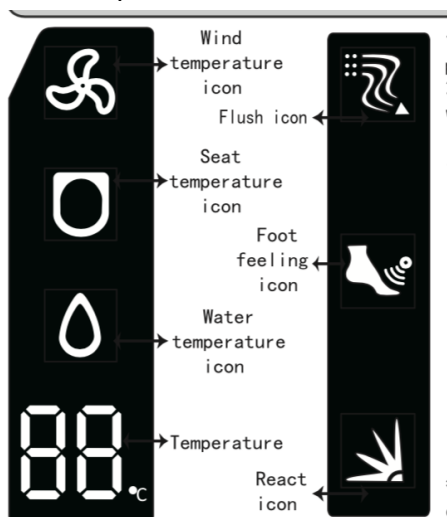 Wind
temperature
icon
Flush icon
Seat
temperature
icon
Foot
feeling
icon
Water
temperature
icon
88
°C
Temperature
React
icon